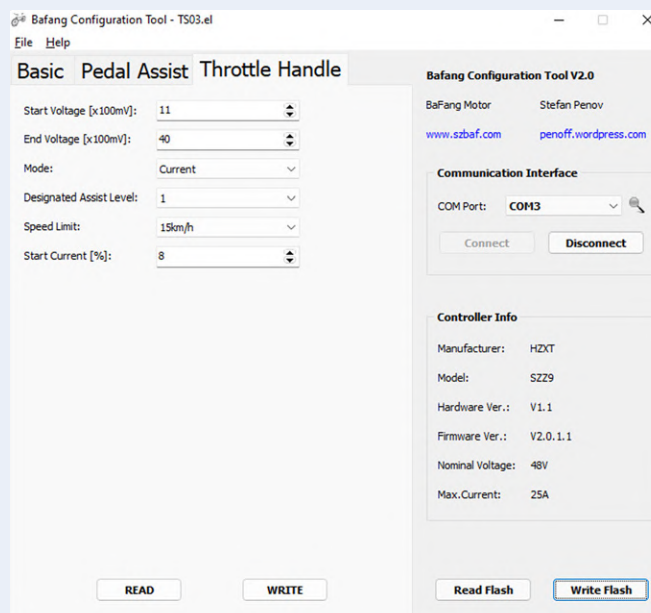 Bafang Configuration Tool - TS03.el
File Help
Basic Pedal Assist Throttle Handle
Start Voltage [x100mV]: 11
End Voltage [x100mV]: 40
Mode: Current
Designated Assist Level: 1
Speed Limit: 15km/h
Start Current [%]: 8
READ WRITE
Bafang Configuration Tool V2.0
BaFang Motor Stefan Penov
www.szbaf.com penoff.wordpress.com
Communication Interface
COM Port: COM3
Connect Disconnect
Controller Info
Manufacturer: HZXT
Model: SZZ9
Hardware Ver.: V1.1
Firmware Ver.: V2.0.1.1
Nominal Voltage: 48V
Max.Current: 25A
Read Flash Write Flash